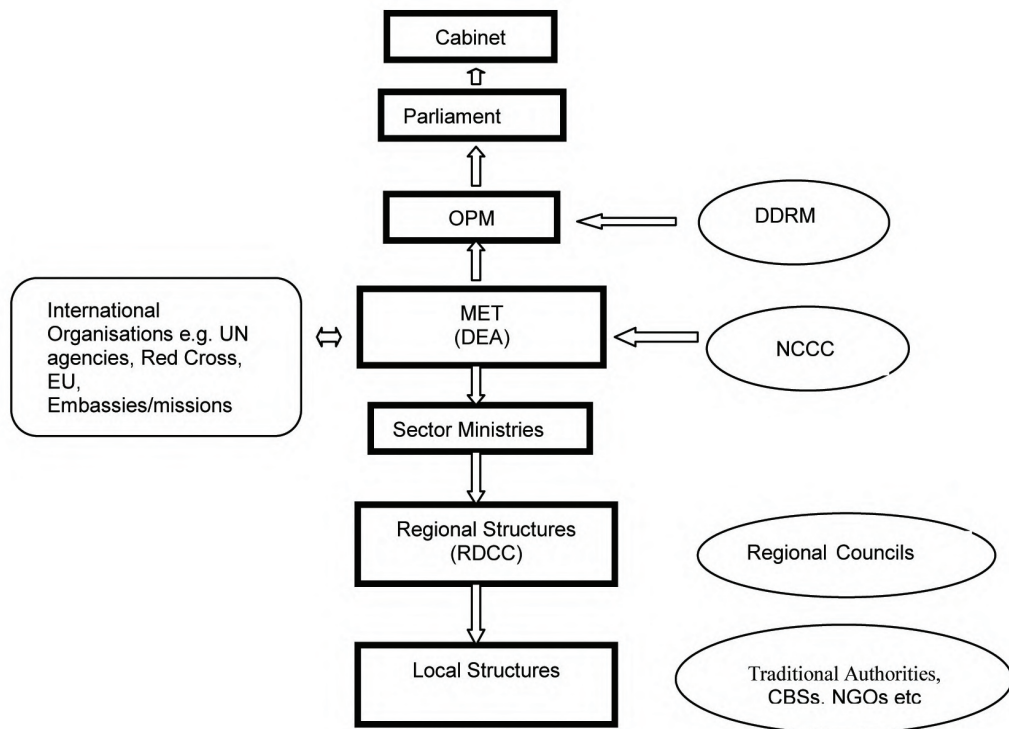 Cabinet
Parliament
OPM
DDRM
International
Organisations e.g. UN
agencies, Red Cross,
EU,
Embassies/missions
MET
(DEA)
NCCC
Sector Ministries
Regional Structures
(RDCC)
Regional Councils
Local Structures
Traditional Authorities,
CBSs. NGOs etc